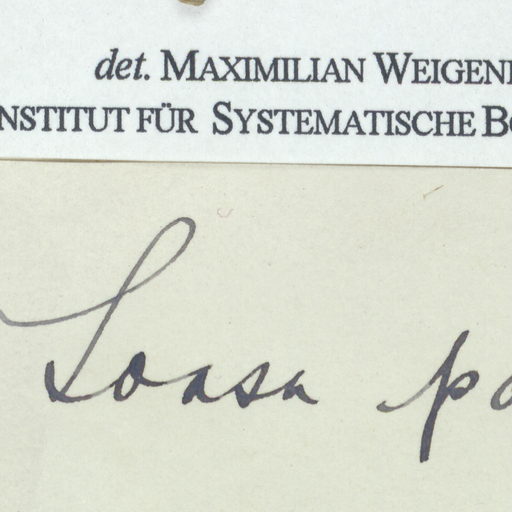 det. MAXIMILIAN WEIGEN
NSTITUT FÜR SYSTEMATISCHE B
Loasa p